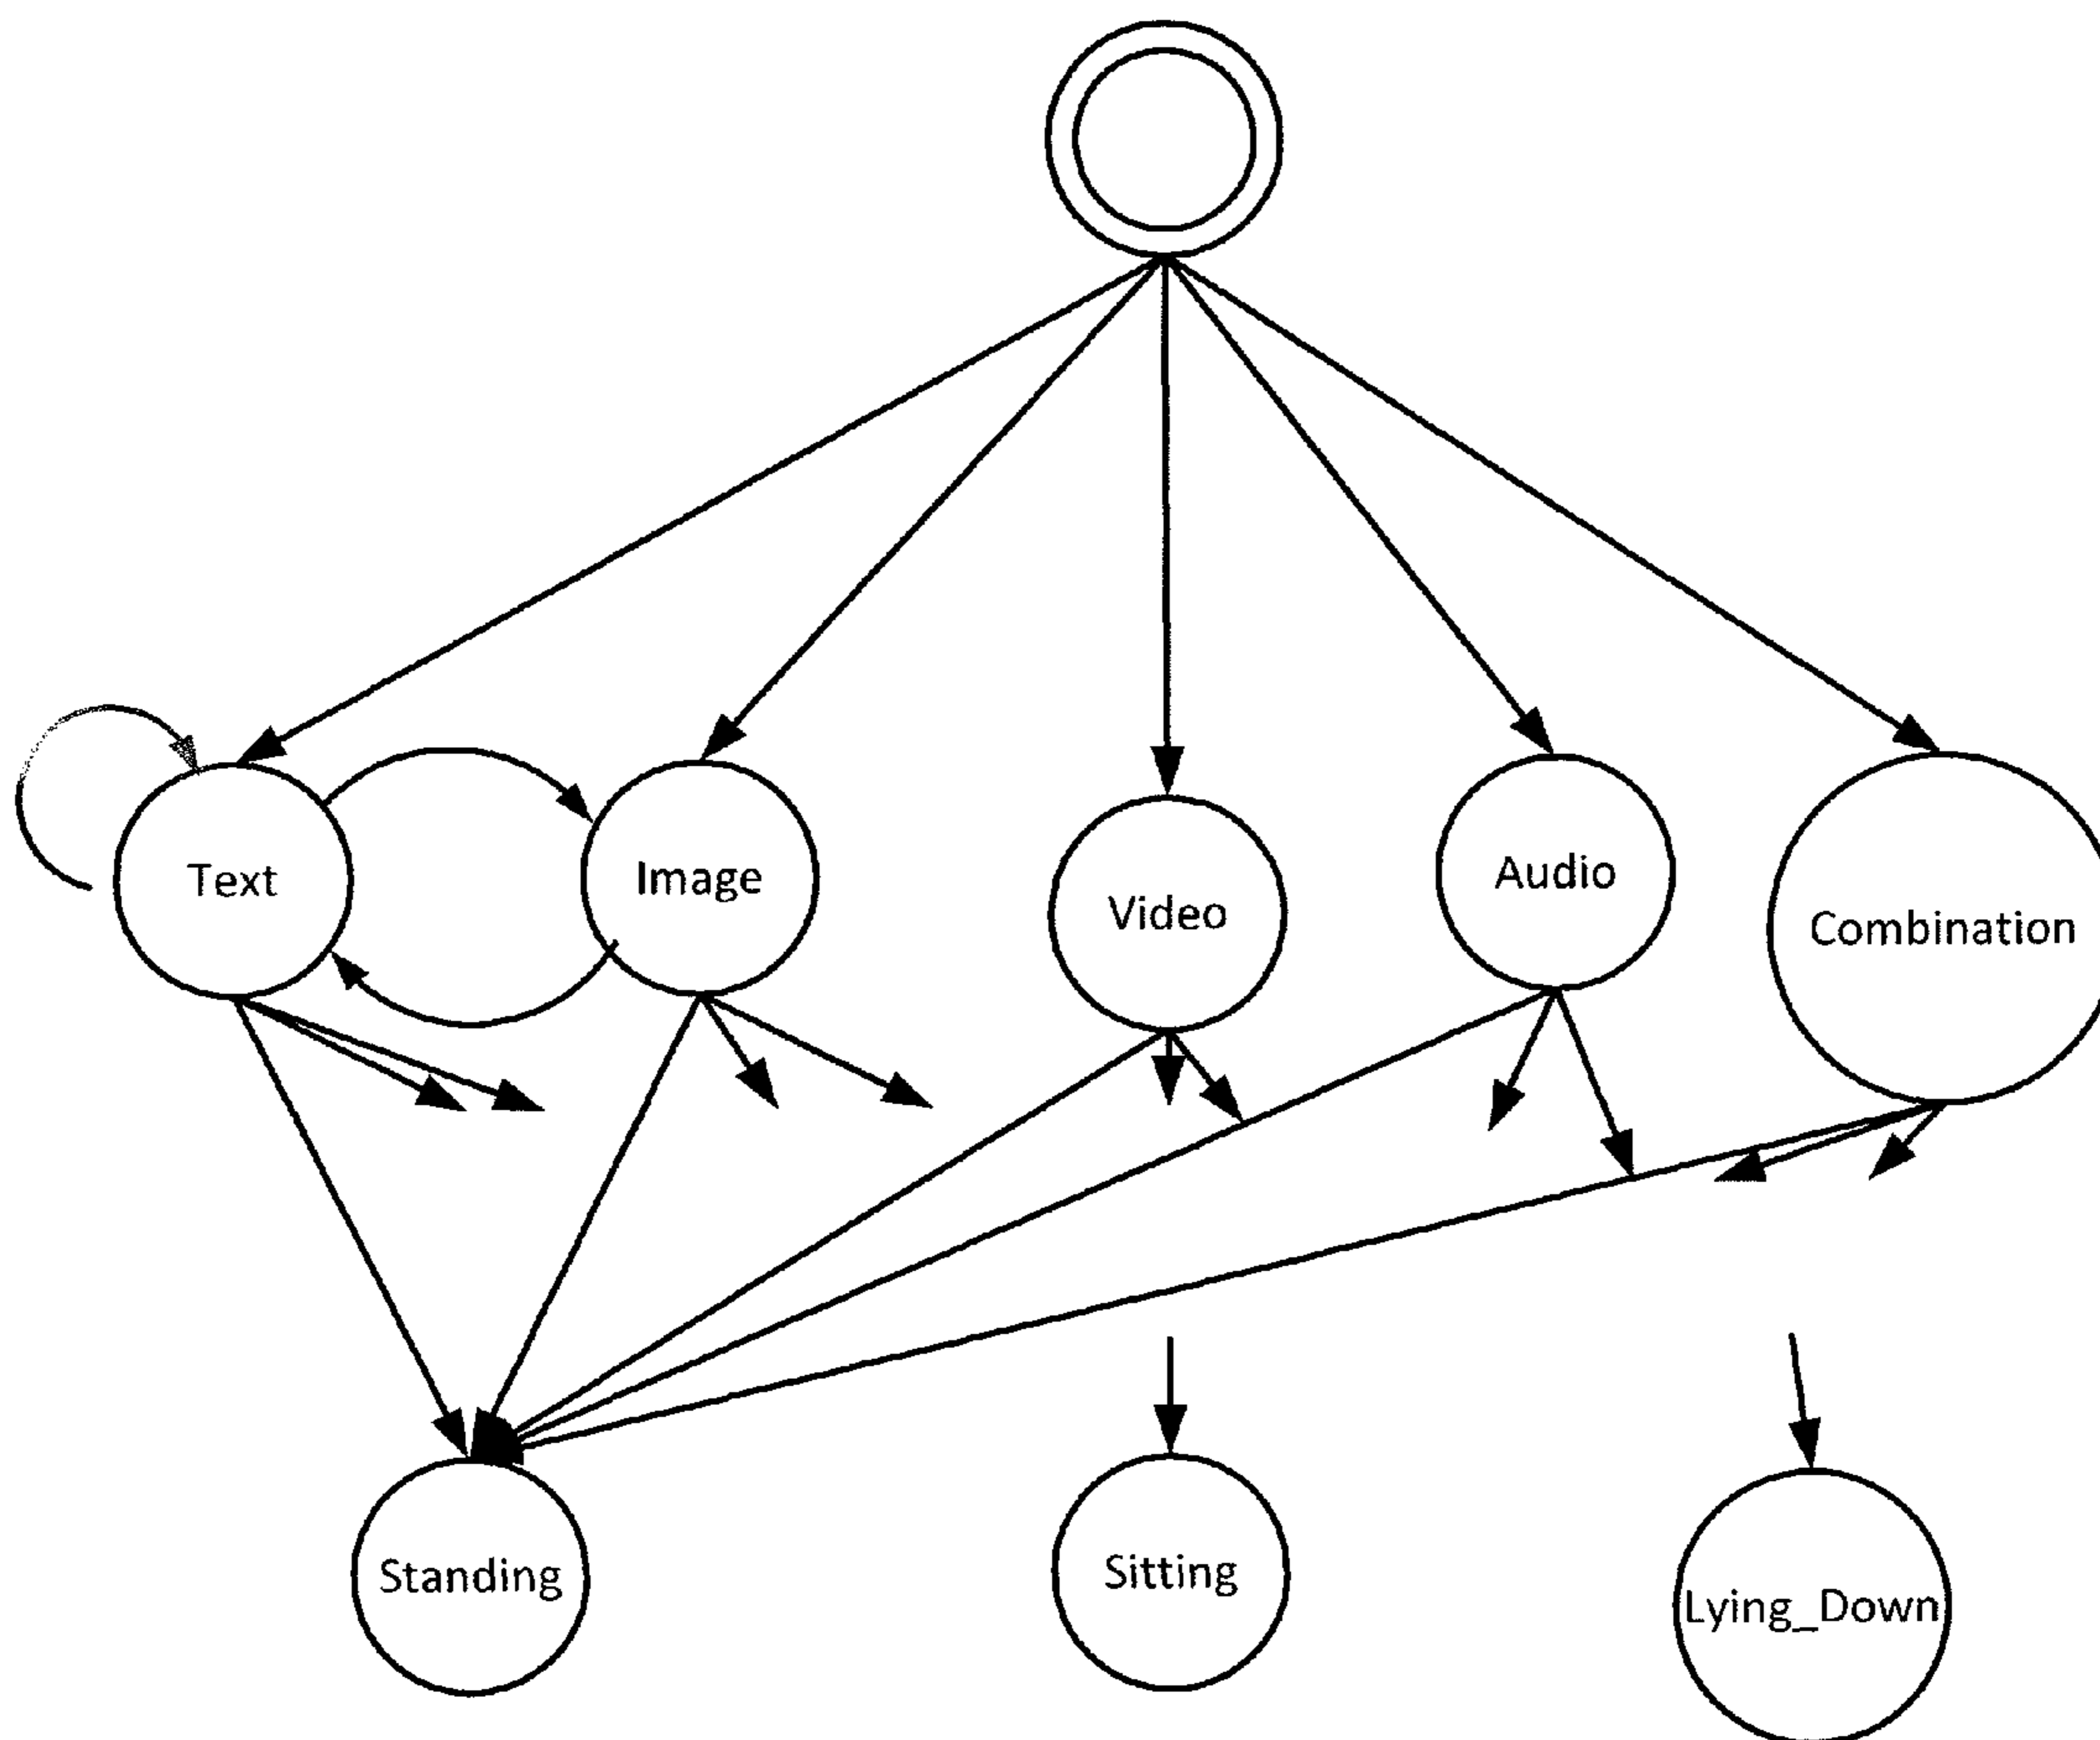 Text
Image
Video
Audio
Combination
Standing
Sitting
Lying_Down